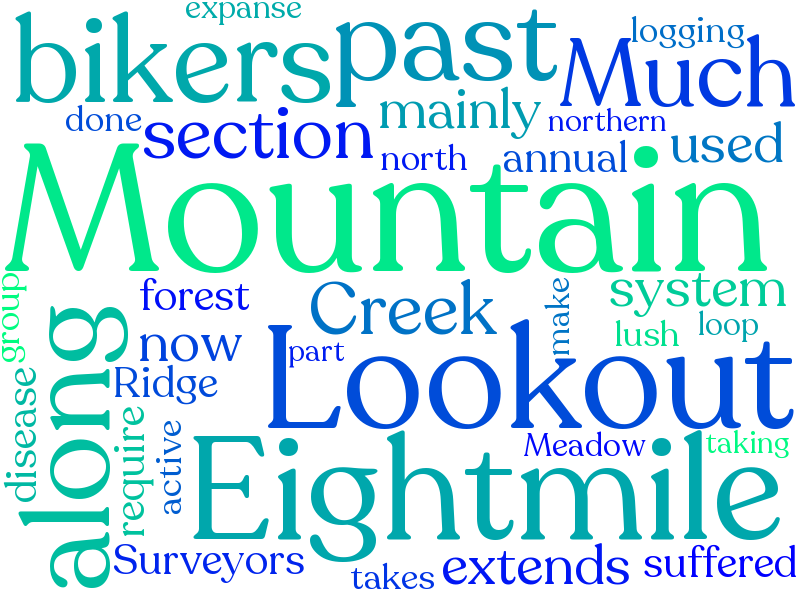 expanse
bikers
past
logging
Much
done
section
mainly
northern
north
annual
used
Mountain
group
forest
Creek
make
system
now
part
lush
loop
along
Ridge
Lookout
disease
require
active
Eightmile
Meadow
taking
Surveyors
takes
extends
suffered